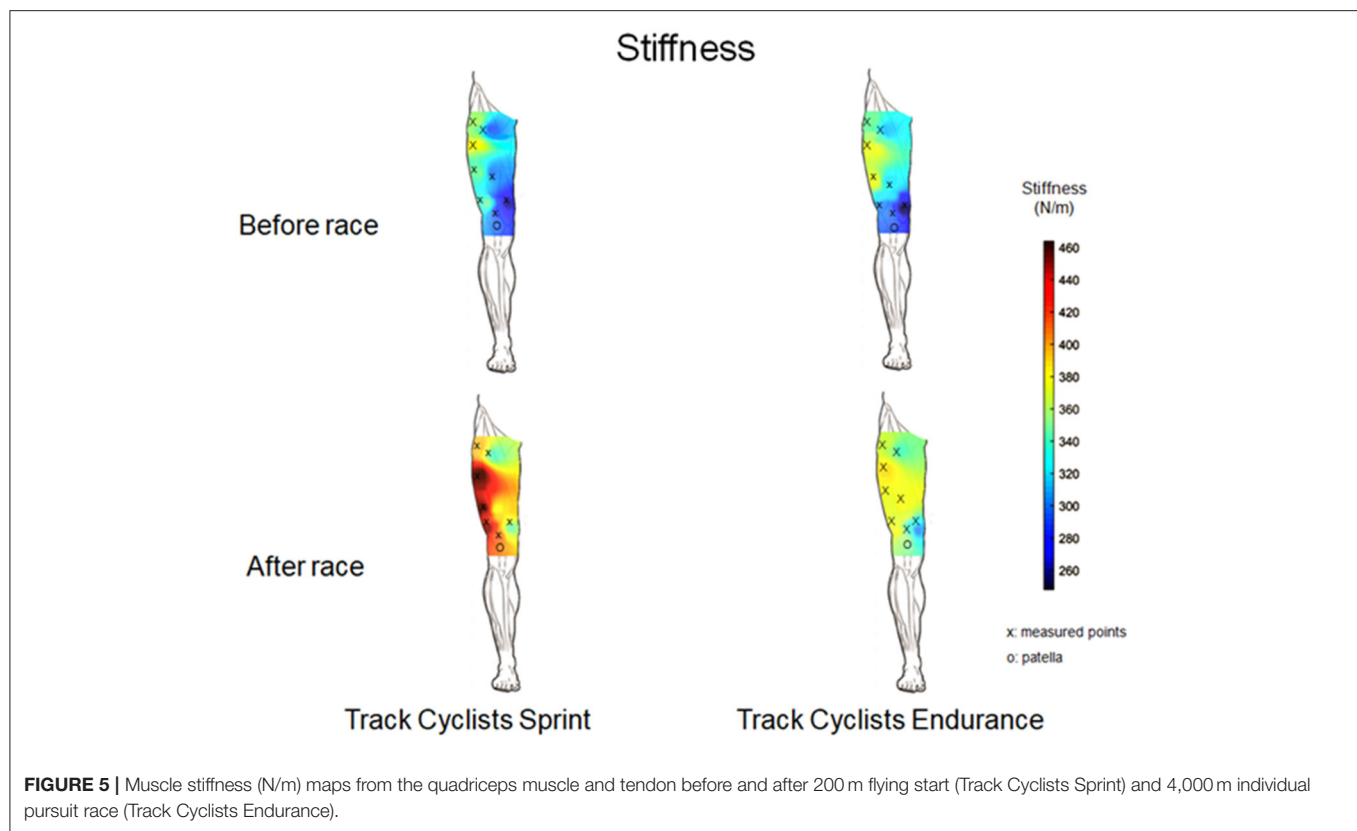 Stiffness
Before race
After race
Track Cyclists Sprint
Track Cyclists Endurance
Stiffness
(N/m)
460
440
420
400
380
360
340
320
300
280
260
x: measured points
o: patella
FIGURE 5 | Muscle stiffness (N/m) maps from the quadriceps muscle and tendon before and after 200 m flying start (Track Cyclists Sprint) and 4,000 m individual
pursuit race (Track Cyclists Endurance).